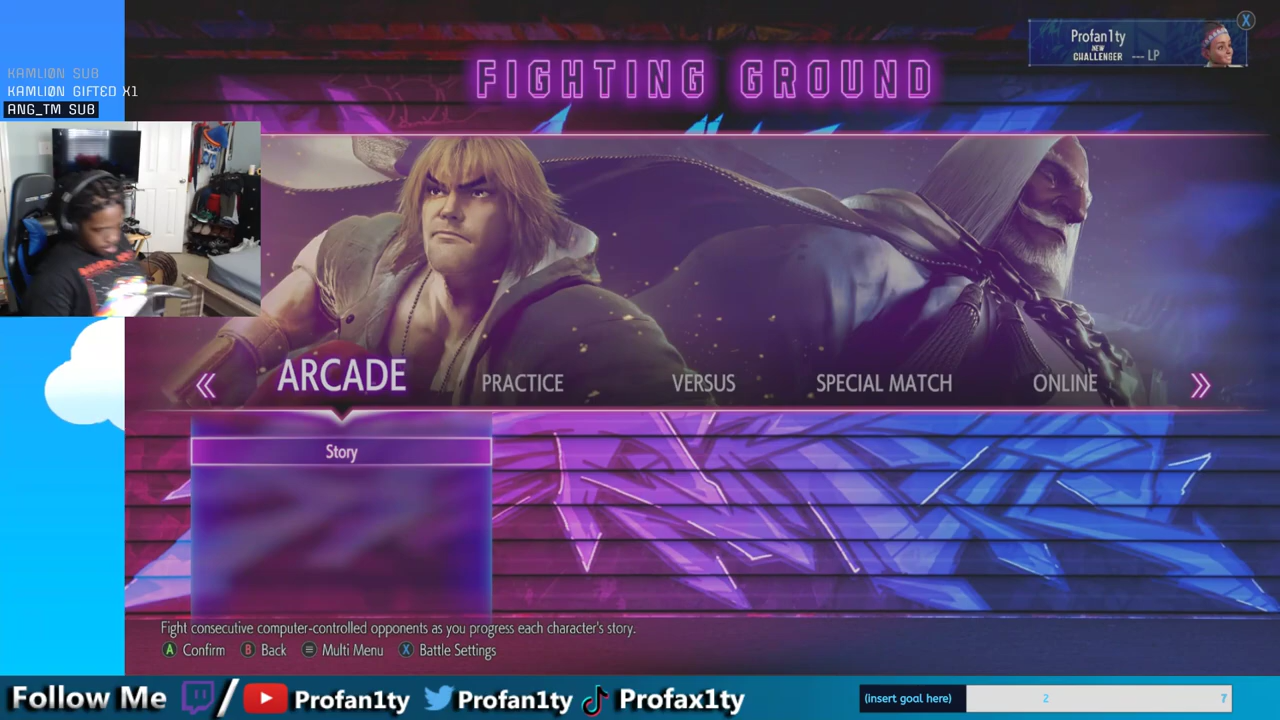 KAMLIØN SUB
KAMLIØN GIFTED X1
ANG_TM SUB
FIGHTING GROUND
Profan1ty
NEW
CHALLENGER --- LP
X
ARCADE
PRACTICE
VERSUS
SPECIAL MATCH
ONLINE
Story
Fight consecutive computer-controlled opponents as you progress each character's story.
A Confirm B Back Multi Menu X Battle Settings
Follow Me / Profan1ty Profan1ty Profax1ty
(insert goal here) 2 7